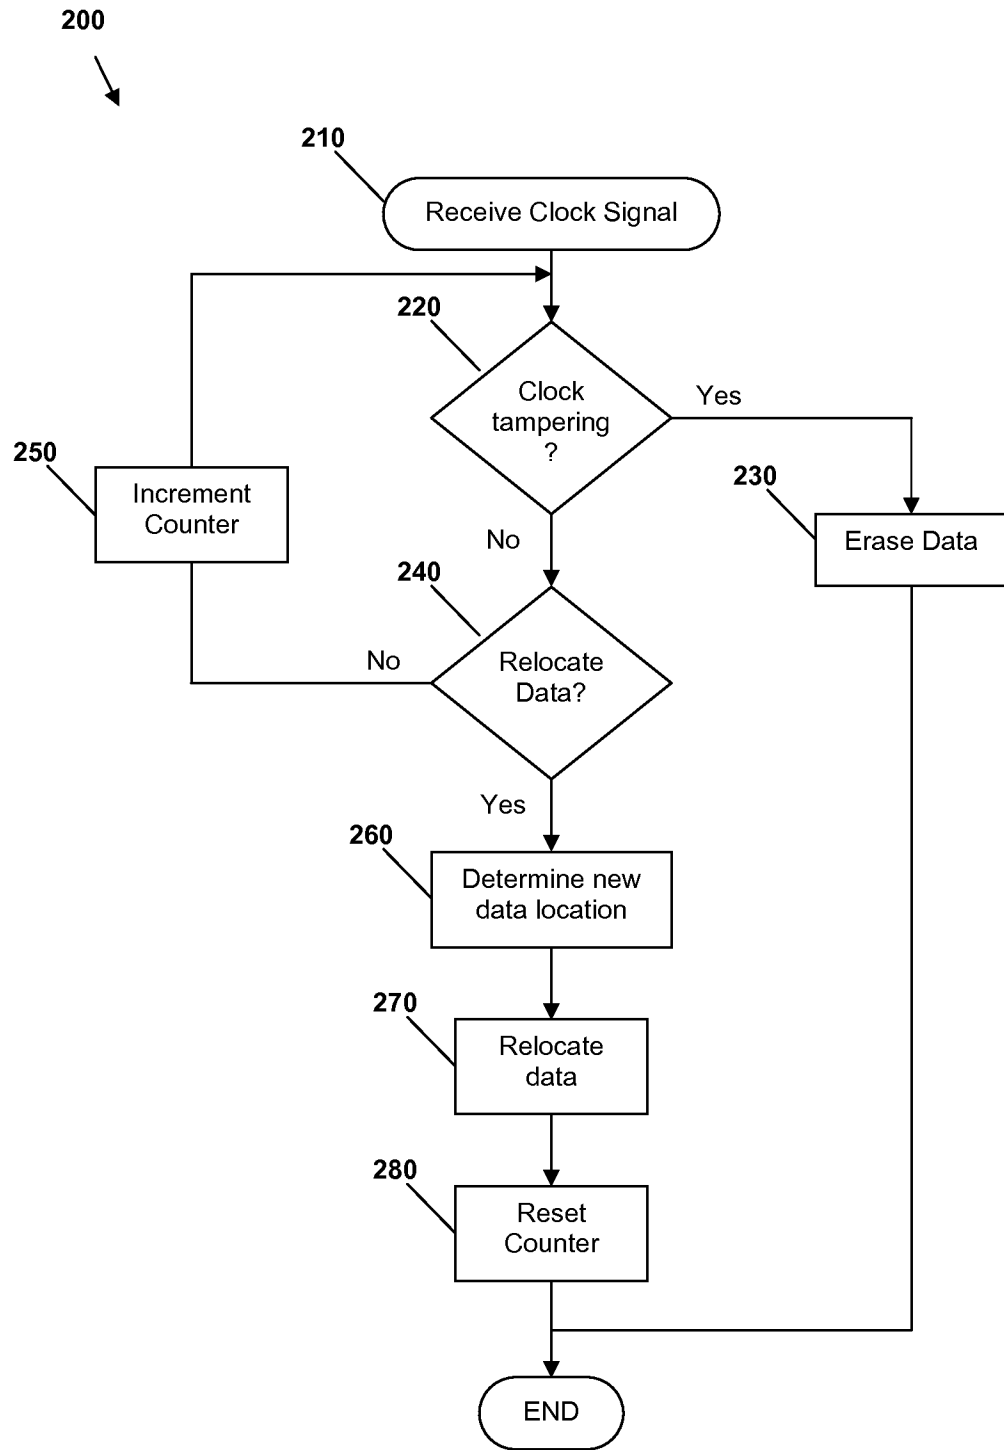 200
210
Receive Clock Signal
220
Clock
tampering
?
Yes
250
Increment
Counter
230
Erase Data
No
240
Relocate
Data?
No
Yes
260
Determine new
data location
270
Relocate
data
280
Reset
Counter
END